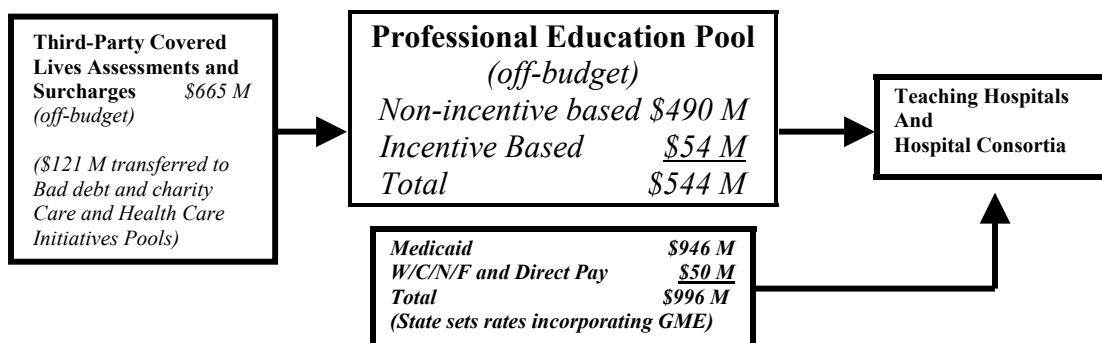 Third-Party Covered
Lives Assessments and
Surcharges $665 M
(off-budget)
($121 M transferred to
Bad debt and charity
Care and Health Care
Initiatives Pools)
Professional Education Pool
(off-budget)
Non-incentive based $490 M
Incentive Based $54 M
Total $544 M
Teaching Hospitals
And
Hospital Consortia
Medicaid $946 M
W/C/N/F and Direct Pay $50 M
Total $996 M
(State sets rates incorporating GME)